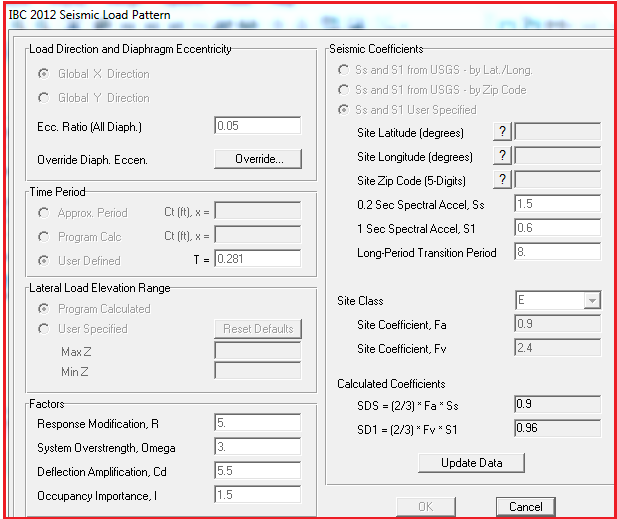 IBC 2012 Seismic Load Pattern
Load Direction and Diaphragm Eccentricity
Global X Direction
Global Y Direction
Ecc. Ratio (All Diaph.) 0.05
Override Diaph. Eccen. Override...
Time Period
Approx. Period Ct (ft), x =
Program Calc Ct (ft), x =
User Defined T = 0.281
Lateral Load Elevation Range
Program Calculated
User Specified Reset Defaults
Max Z
Min Z
Factors
Response Modification, R 5.
System Overstrength, Omega 3.
Deflection Amplification, Cd 5.5
Occupancy Importance, I 1.5
Seismic Coefficients
Ss and S1 from USGS - by Lat./Long.
Ss and S1 from USGS - by Zip Code
Ss and S1 User Specified
Site Latitude (degrees) ?
Site Longitude (degrees) ?
Site Zip Code (5-Digits) ?
0.2 Sec Spectral Accel, Ss 1.5
1 Sec Spectral Accel, S1 0.6
Long-Period Transition Period 8.
Site Class E
Site Coefficient, Fa 0.9
Site Coefficient, Fv 2.4
Calculated Coefficients
SDS = (2/3) * Fa * Ss 0.9
SD1 = (2/3) * Fv * S1 0.96
Update Data
OK Cancel